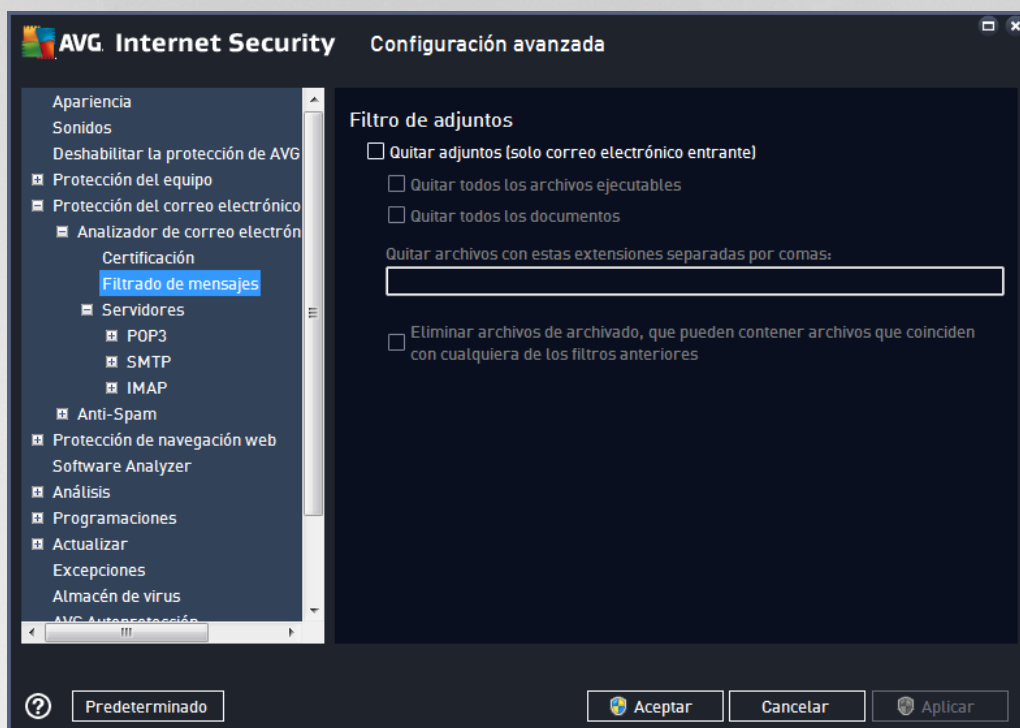 AVG. Internet Security
Configuración avanzada
Apariencia
Sonidos
Deshabilitar la protección de AVG
Protección del equipo
Protección del correo electrónico
Analizador de correo electrón
Certificación
Filtrado de mensajes
Servidores
POP3
SMTP
IMAP
Anti-Spam
Protección de navegación web
Software Analyzer
Análisis
Programaciones
Actualizar
Excepciones
Almacén de virus
AVG Autoprotección
Filtro de adjuntos
Quitar adjuntos (solo correo electrónico entrante)
Quitar todos los archivos ejecutables
Quitar todos los documentos
Quitar archivos con estas extensiones separadas por comas:
Eliminar archivos de archivado, que pueden contener archivos que coinciden
con cualquiera de los filtros anteriores
Predeterminado
Aceptar
Cancelar
Aplicar